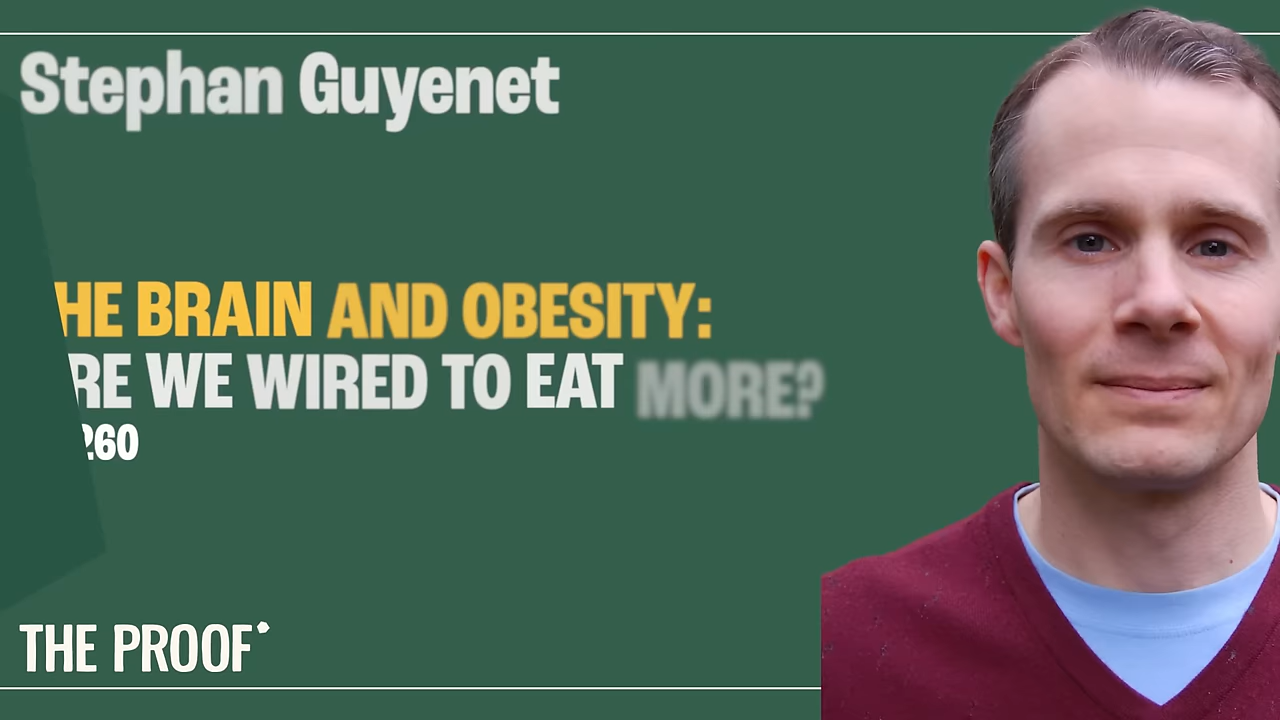 Stephan Guyenet
HE BRAIN AND OBESITY:
RE WE WIRED TO EAT MORE?
260
THE PROOF